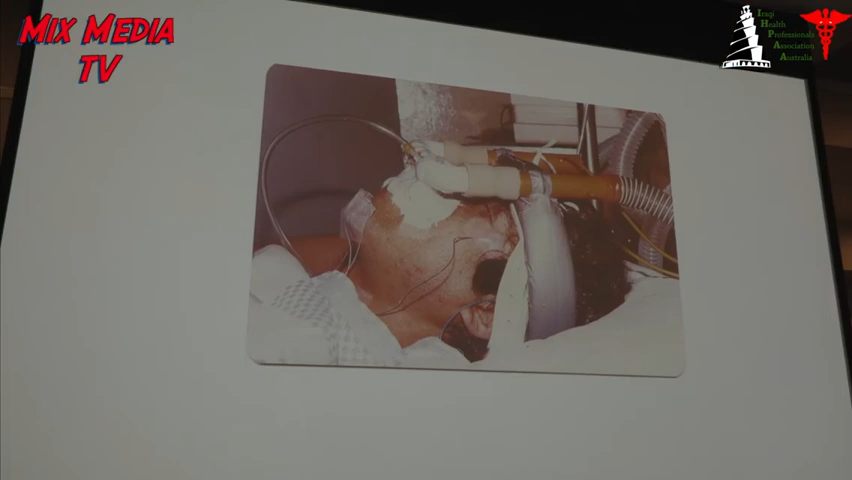 MIX MEDIA
TV
Iraqi
Health
Professionals
Association
Australia